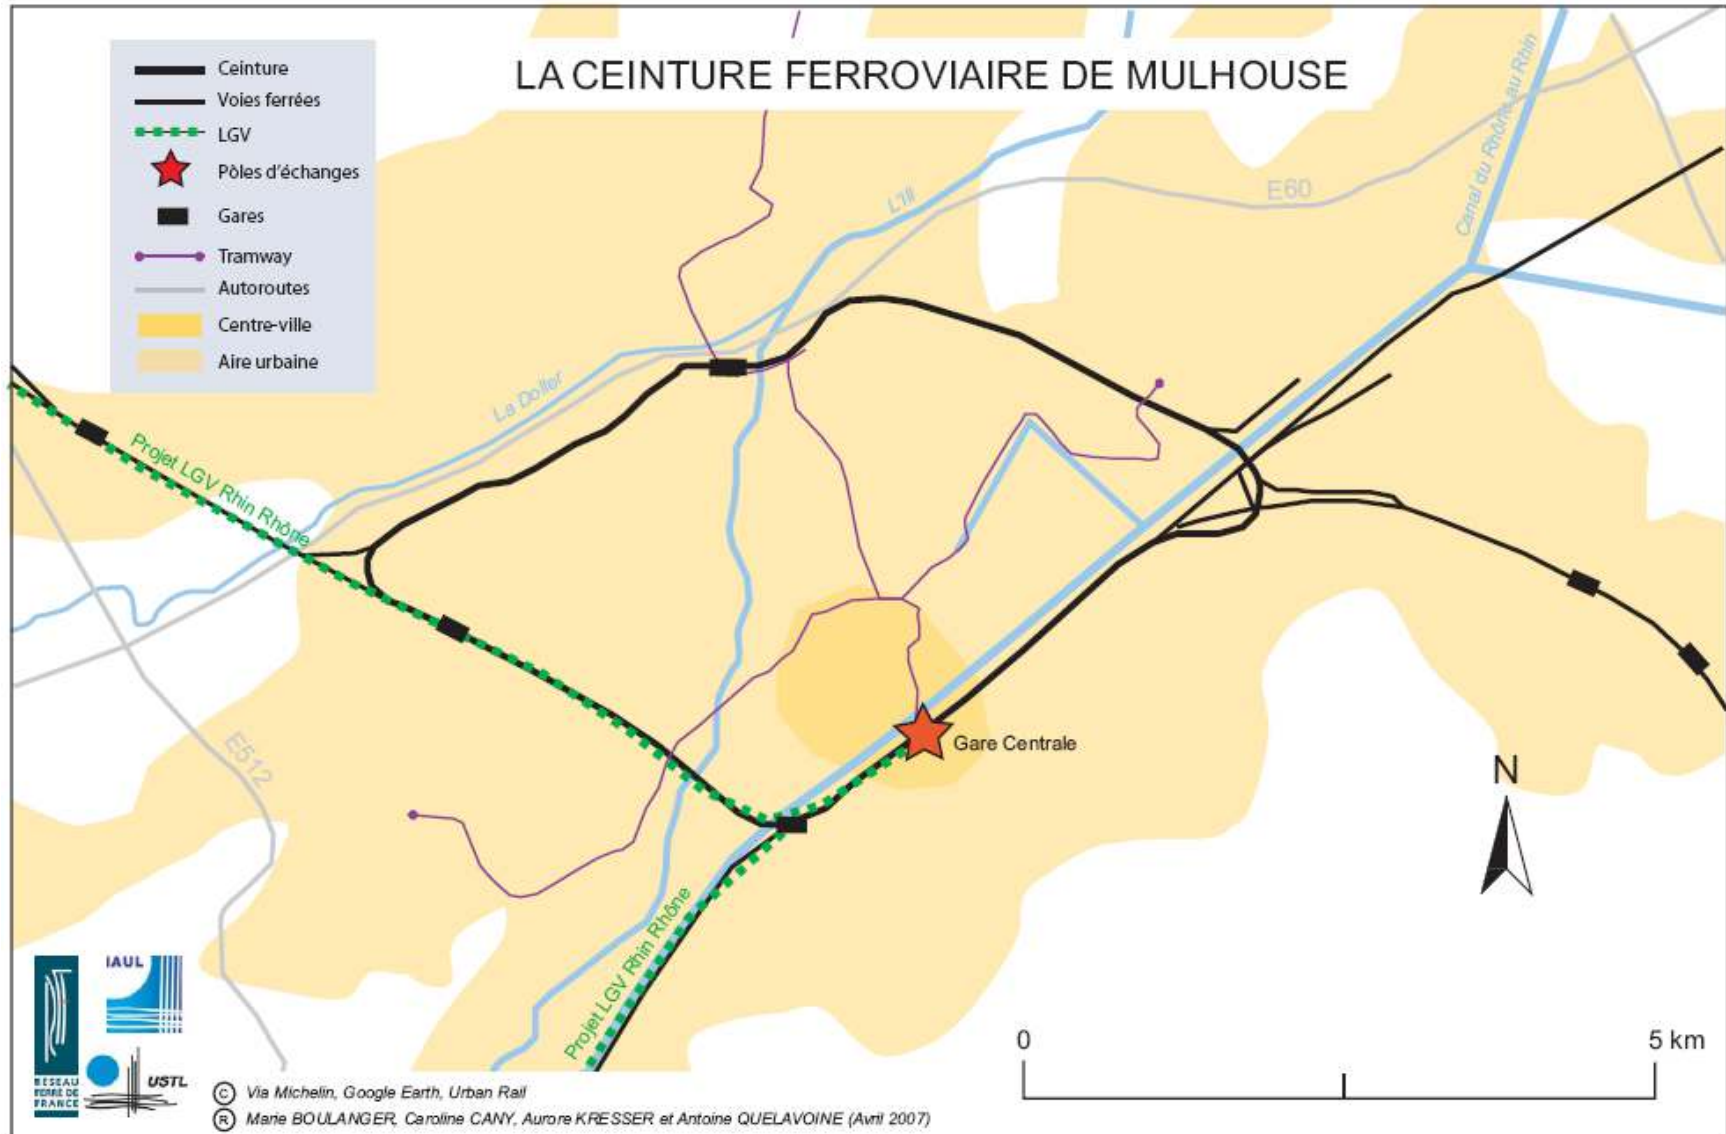 LA CEINTURE FERROVIAIRE DE MULHOUSE
Ceinture
Voies ferrées
LGV
Pôles d'échanges
Gares
Tramway
Autoroutes
Centre-ville
Aire urbaine
L'Ill
E60
Canal du Rhône au Rhin
La Doller
Projet LGV Rhin Rhône
E512
Gare Centrale
N
Projet LGV Rhin Rhône
0
5 km
IAUL
RÉSEAU
FERRÉ DE
FRANCE
USTL
C Via Michelin, Google Earth, Urban Rail
R Marie BOULANGER, Caroline CANY, Aurore KRESSER et Antoine QUELAVOINE (Avril 2007)